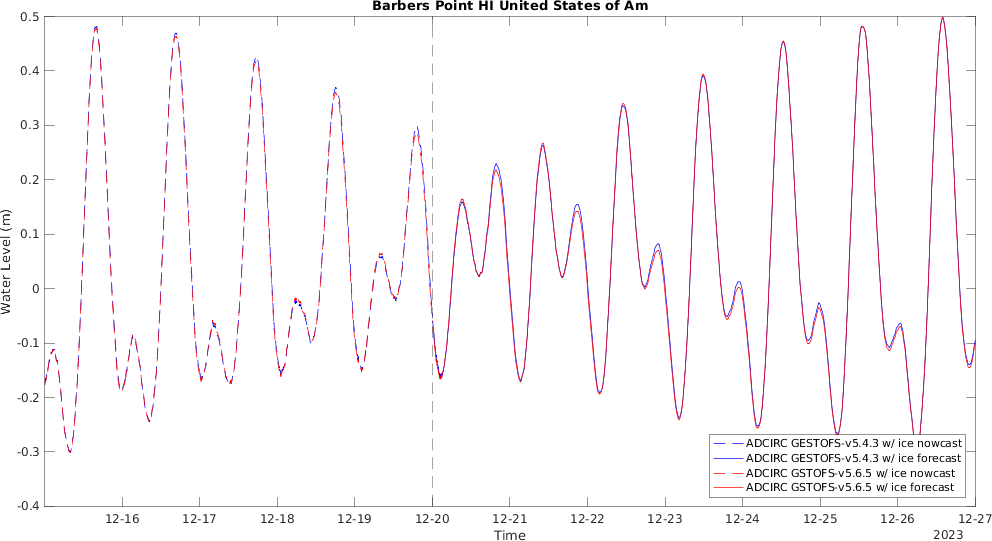 Barbers Point HI United States of Am
Water Level (m)
0.5
0.4
0.3
0.2
0.1
0
-0.1
-0.2
-0.3
-0.4
ADCIRC GESTOFS-v5.4.3 w/ ice nowcast
ADCIRC GESTOFS-v5.4.3 w/ ice forecast
ADCIRC GSTOFS-v5.6.5 w/ ice nowcast
ADCIRC GSTOFS-v5.6.5 w/ ice forecast
12-16 12-17 12-18 12-19 12-20 12-21 12-22 12-23 12-24 12-25 12-26 12-27
Time
2023